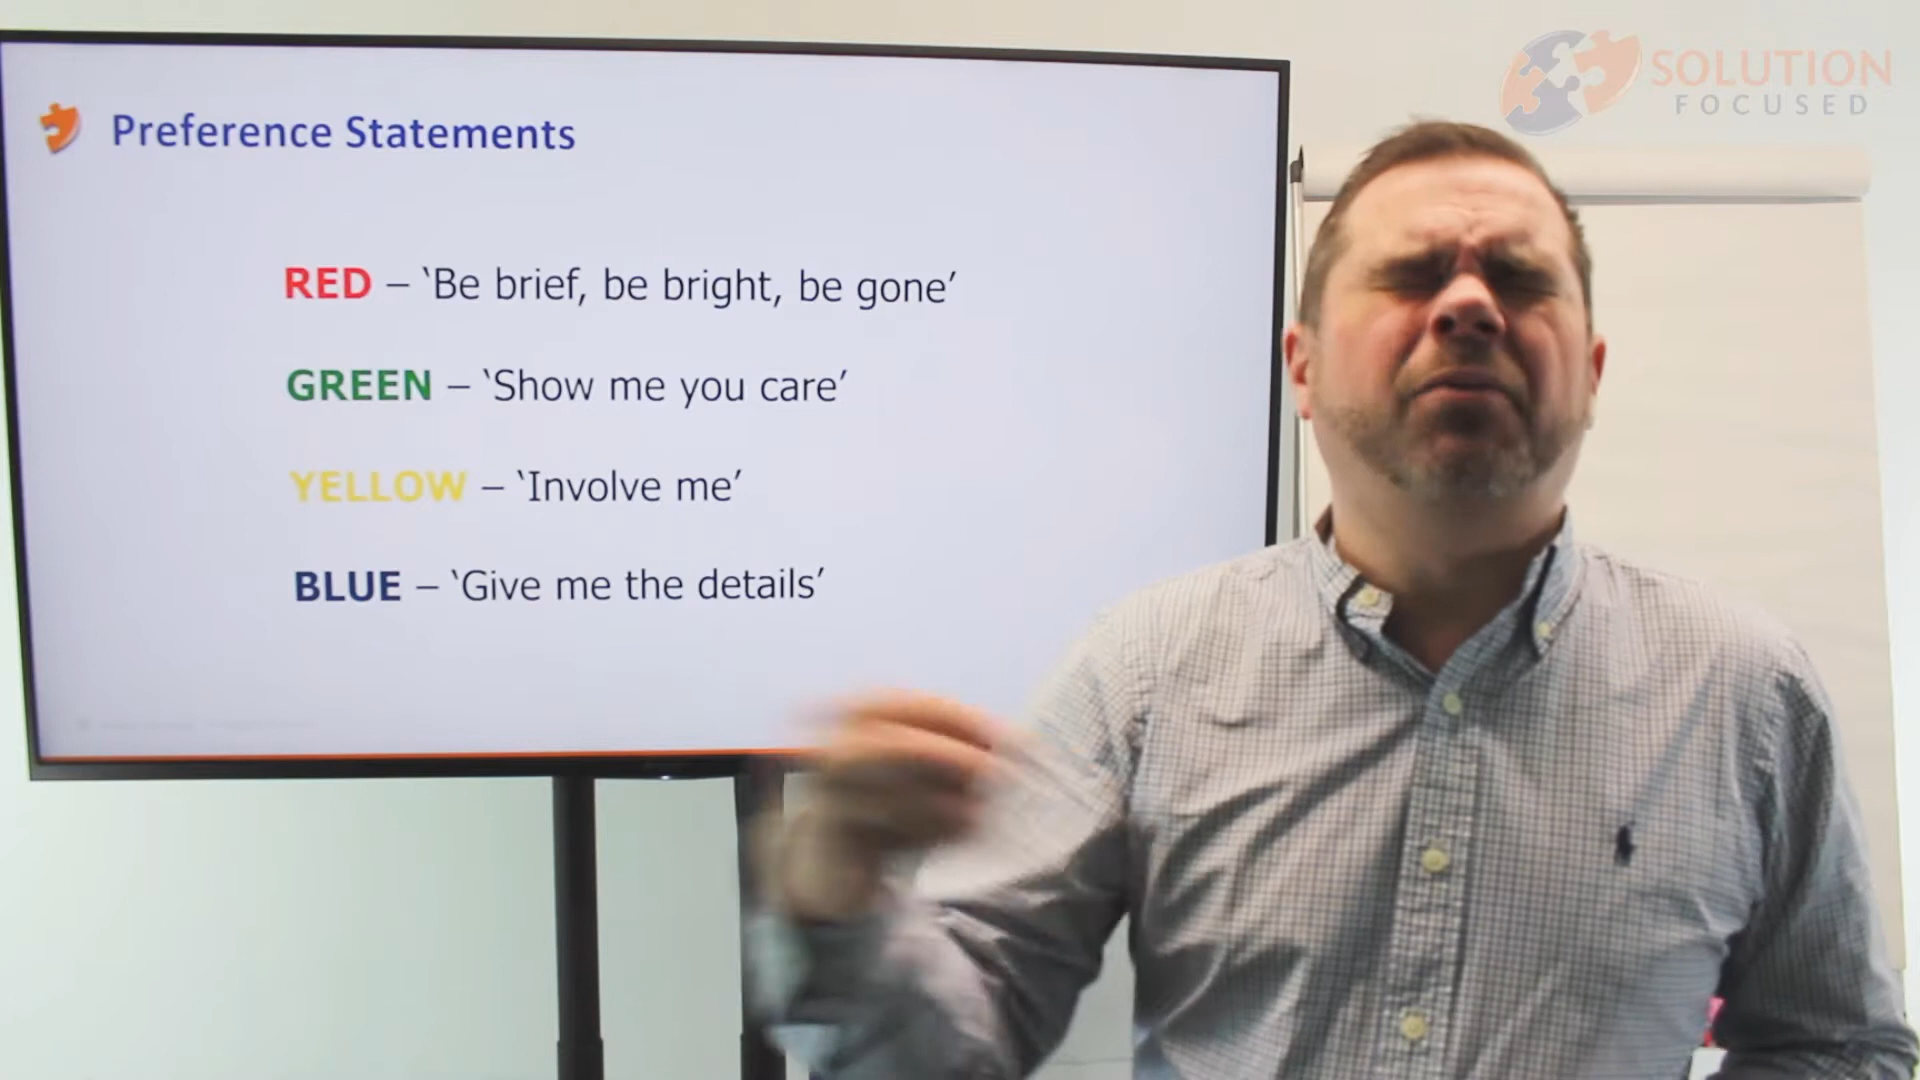 SOLUTION
FOCUSED
Preference Statements
RED – ‘Be brief, be bright, be gone’
GREEN – ‘Show me you care’
YELLOW – ‘Involve me’
BLUE – ‘Give me the details’